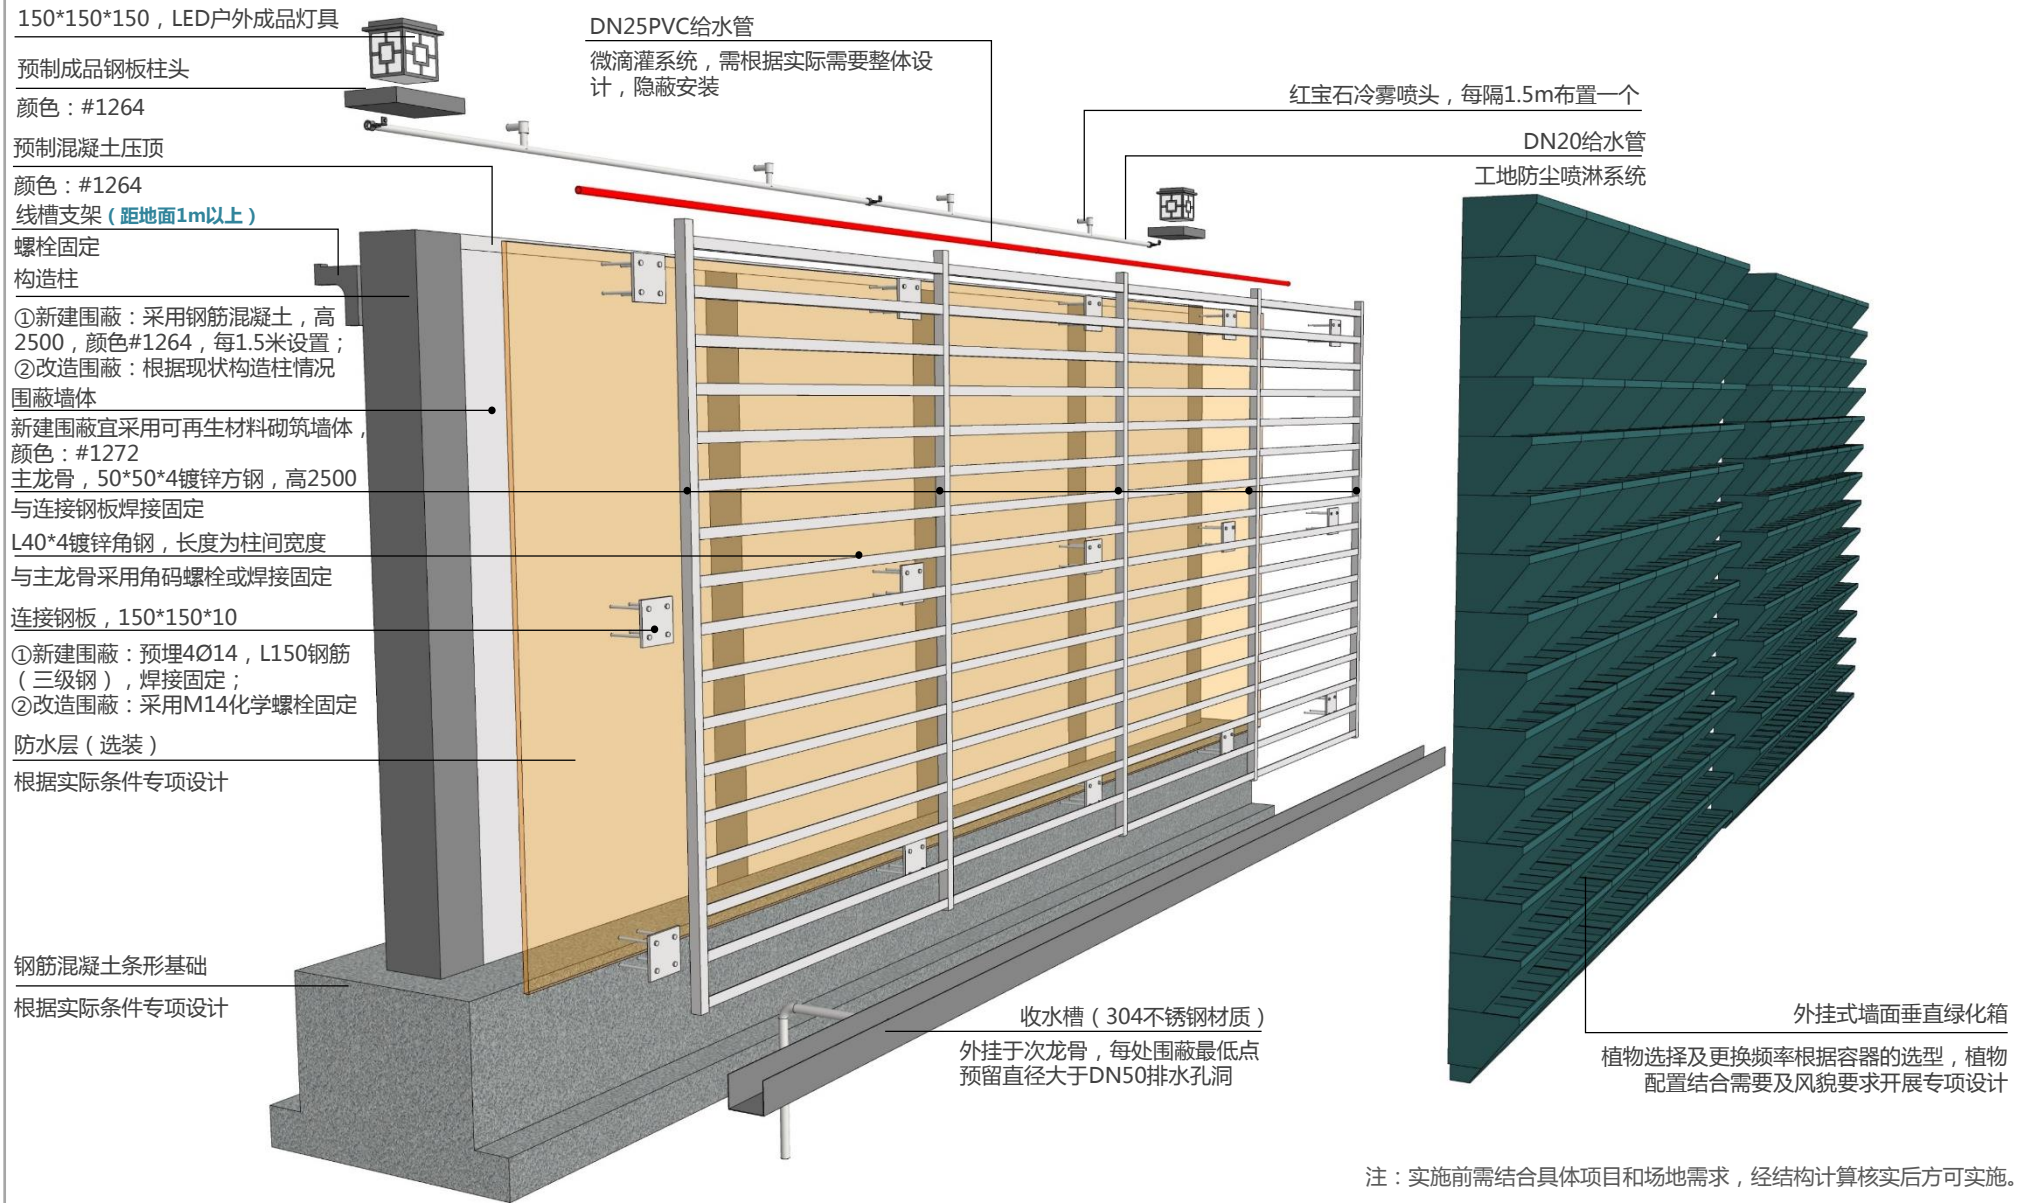 150*150*150，LED户外成品灯具
预制成品钢板柱头
颜色：#1264
预制混凝土压顶
颜色：#1264
线槽支架（距地面1m以上）
螺栓固定
构造柱
①新建围蔽：采用钢筋混凝土，高
2500，颜色#1264，每1.5米设置；
②改造围蔽：根据现状构造柱情况
围蔽墙体
新建围蔽宜采用可再生材料砌筑墙体，
颜色：#1272
主龙骨，50*50*4镀锌方钢，高2500
与连接钢板焊接固定
L40*4镀锌角钢，长度为柱间宽度
与主龙骨采用角码螺栓或焊接固定
连接钢板，150*150*10
①新建围蔽：预埋4Ø14，L150钢筋
（三级钢），焊接固定；
②改造围蔽：采用M14化学螺栓固定
防水层（选装）
根据实际条件专项设计
钢筋混凝土条形基础
根据实际条件专项设计
DN25PVC给水管
微滴灌系统，需根据实际需要整体设
计，隐蔽安装
红宝石冷雾喷头，每隔1.5m布置一个
DN20给水管
工地防尘喷淋系统
收水槽（304不锈钢材质）
外挂于次龙骨，每处围蔽最低点
预留直径大于DN50排水孔洞
外挂式墙面垂直绿化箱
植物选择及更换频率根据容器的选型，植物
配置结合需要及风貌要求开展专项设计
注：实施前需结合具体项目和场地需求，经结构计算核实后方可实施。